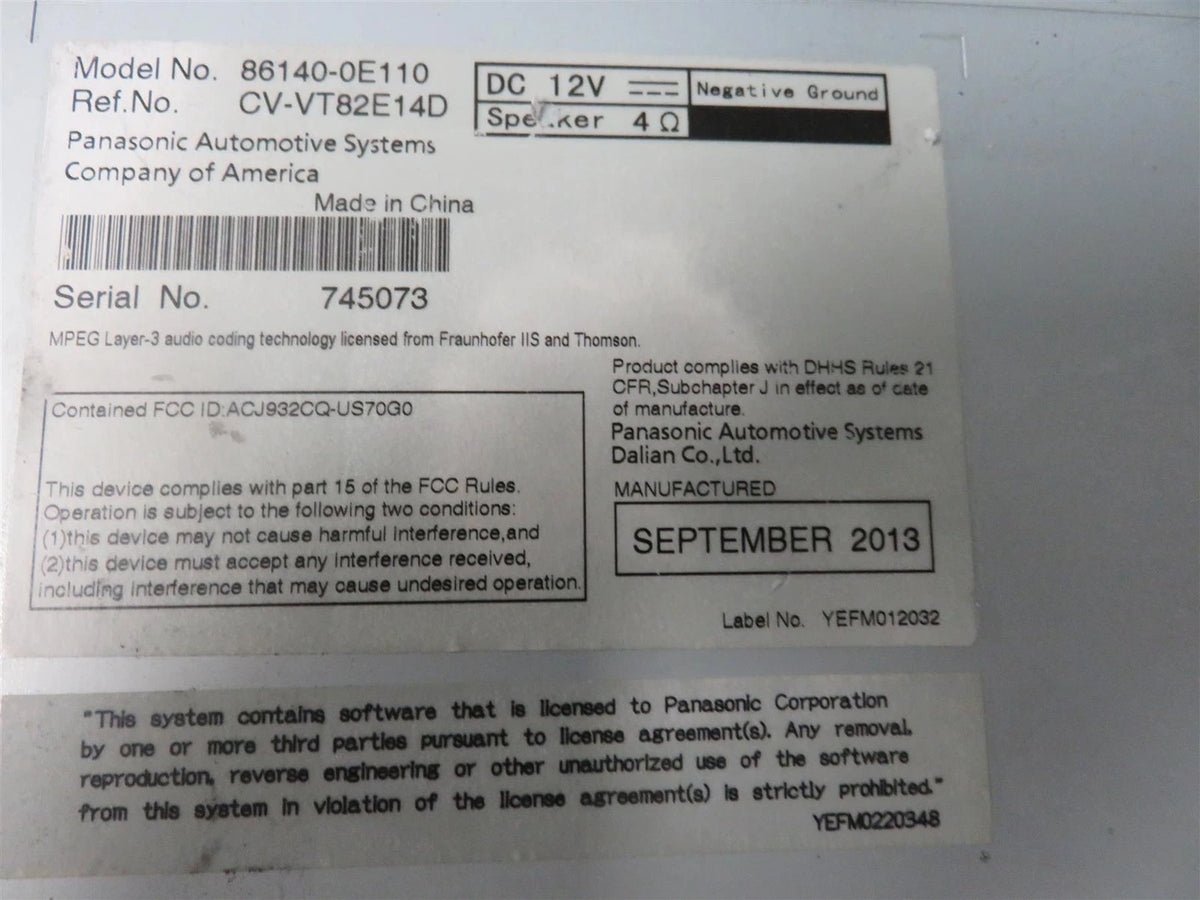 Model No. 86140-0E110
Ref.No. CV-VT82E14D
DC 12V
Negative Ground
Speaker 4 Ω
Panasonic Automotive Systems
Company of America
Made in China
Serial No. 745073
MPEG Layer-3 audio coding technology licensed from Fraunhofer IIS and Thomson.
Product complies with DHHS Rules 21
CFR,Subchapter J in effect as of date
of manufacture.
Panasonic Automotive Systems
Dalian Co.,Ltd.
MANUFACTURED
SEPTEMBER 2013
Contained FCC ID:ACJ932CQ-US70G0
This device complies with part 15 of the FCC Rules.
Operation is subject to the following two conditions:
(1)this device may not cause harmful interference,and
(2)this device must accept any interference received,
including interference that may cause undesired operation.
Label No. YEFM012032
"This system contains software that is licensed to Panasonic Corporation
by one or more third parties pursuant to license agreement(s). Any removal,
reproduction, reverse engineering or other unauthorized use of the software
from this system in violation of the license agreement(s) is strictly prohibited."
YEFM0220348